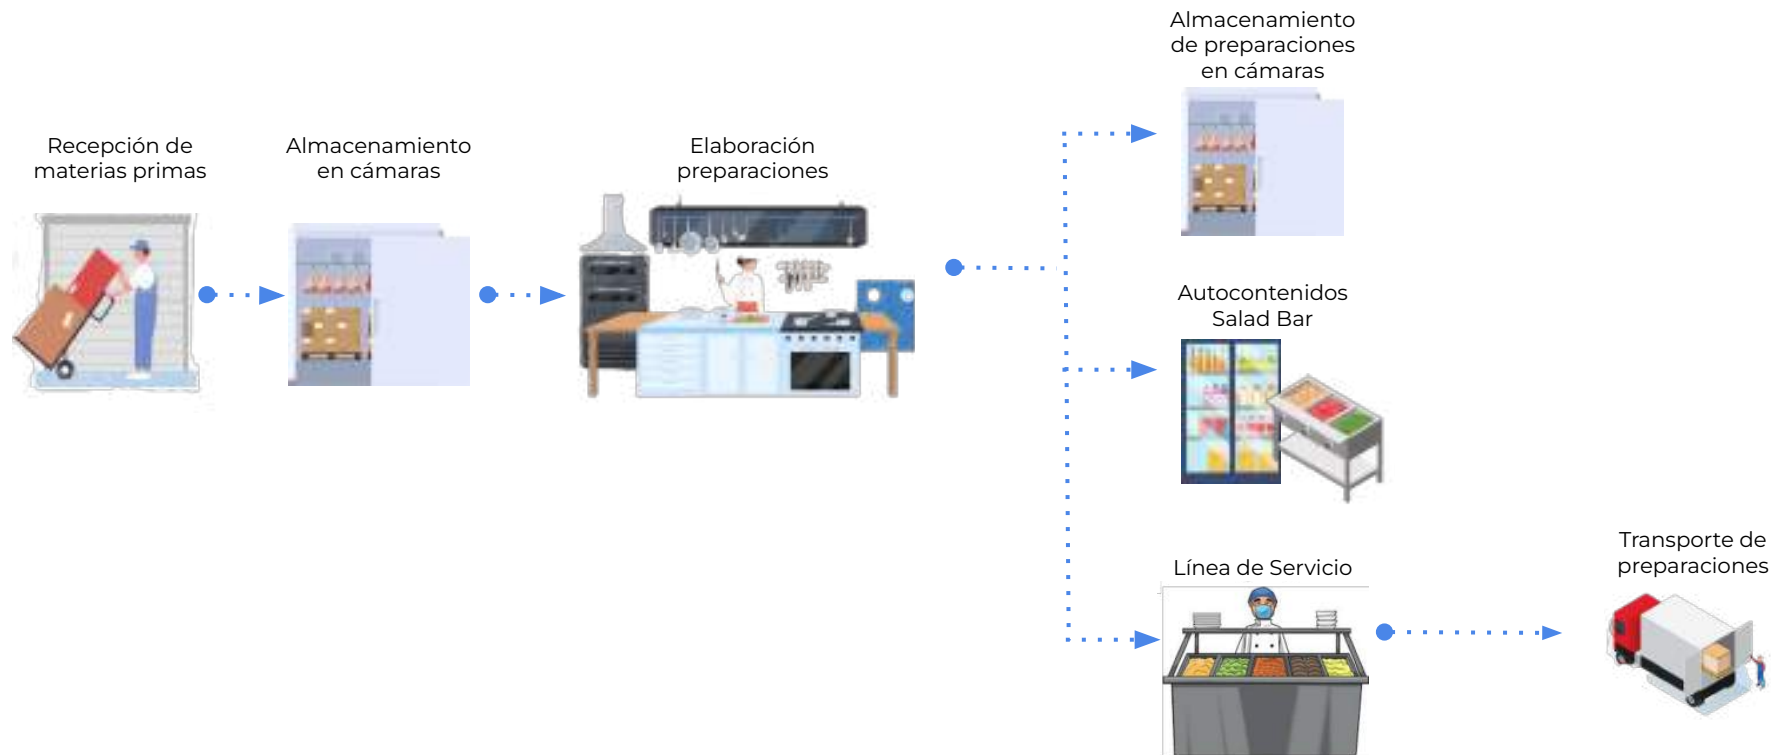 Recepción de
materias primas
Almacenamiento
en cámaras
Elaboración
preparaciones
Almacenamiento
de preparaciones
en cámaras
Autocontenidos
Salad Bar
Línea de Servicio
Transporte de
preparaciones